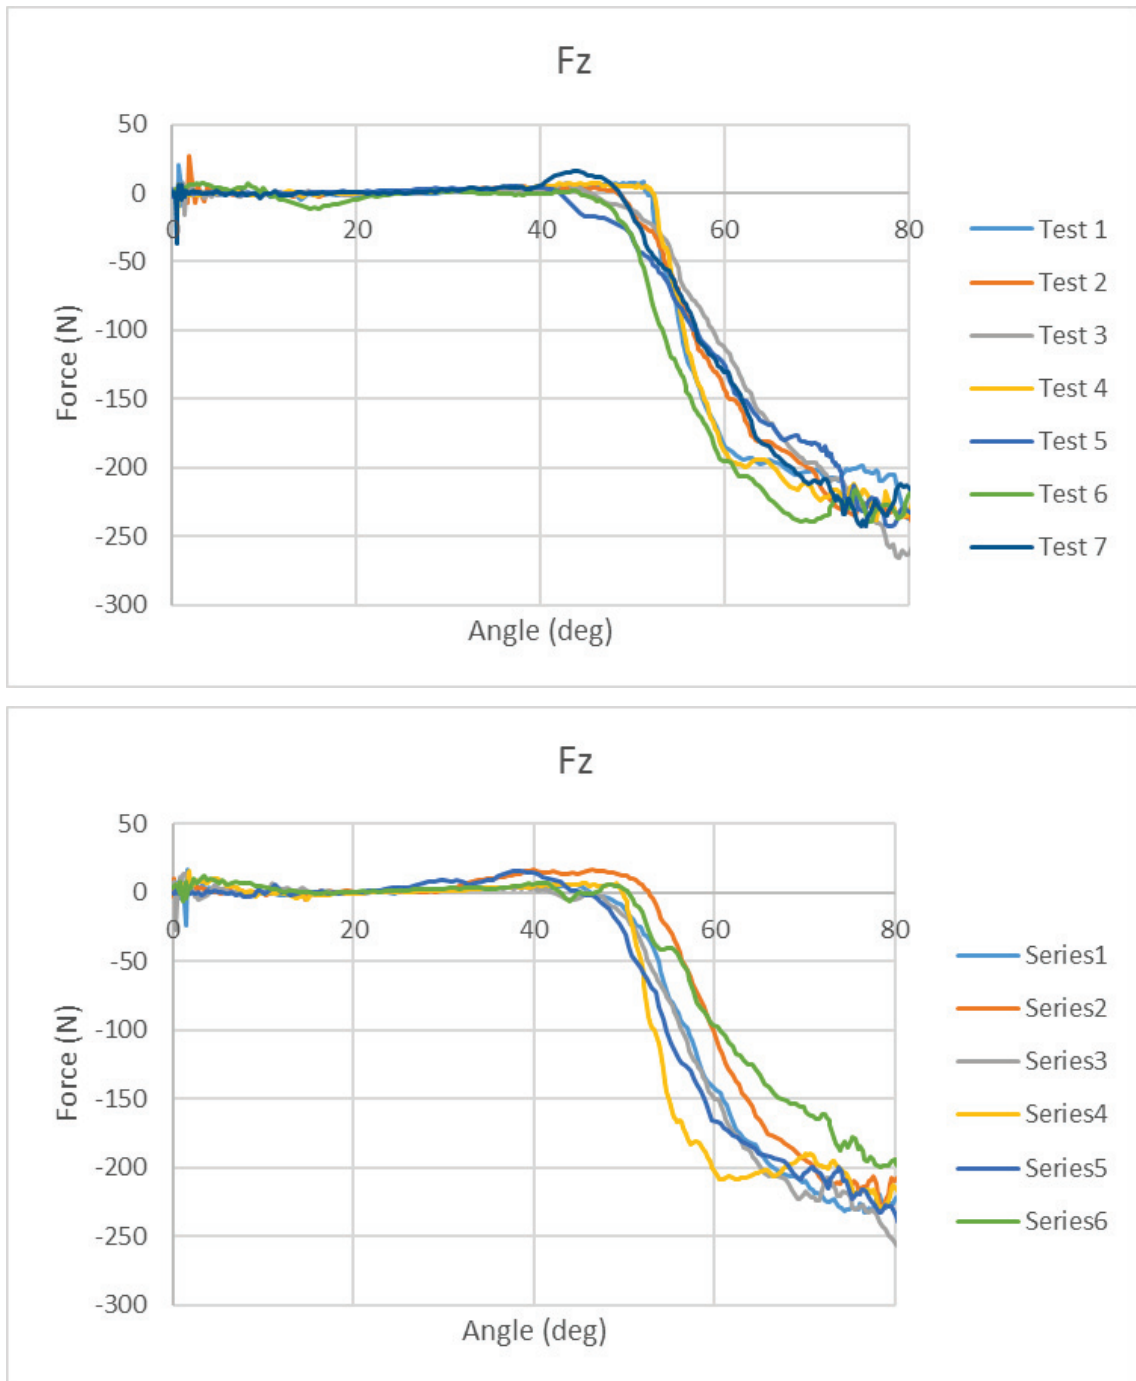 Fz
50
0
0 20 40 60 80
-50
-100
-150
-200
-250
-300
Force (N)
Angle (deg)
Test 1
Test 2
Test 3
Test 4
Test 5
Test 6
Test 7
Fz
50
0
0 20 40 60 80
-50
-100
-150
-200
-250
-300
Force (N)
Angle (deg)
Series1
Series2
Series3
Series4
Series5
Series6